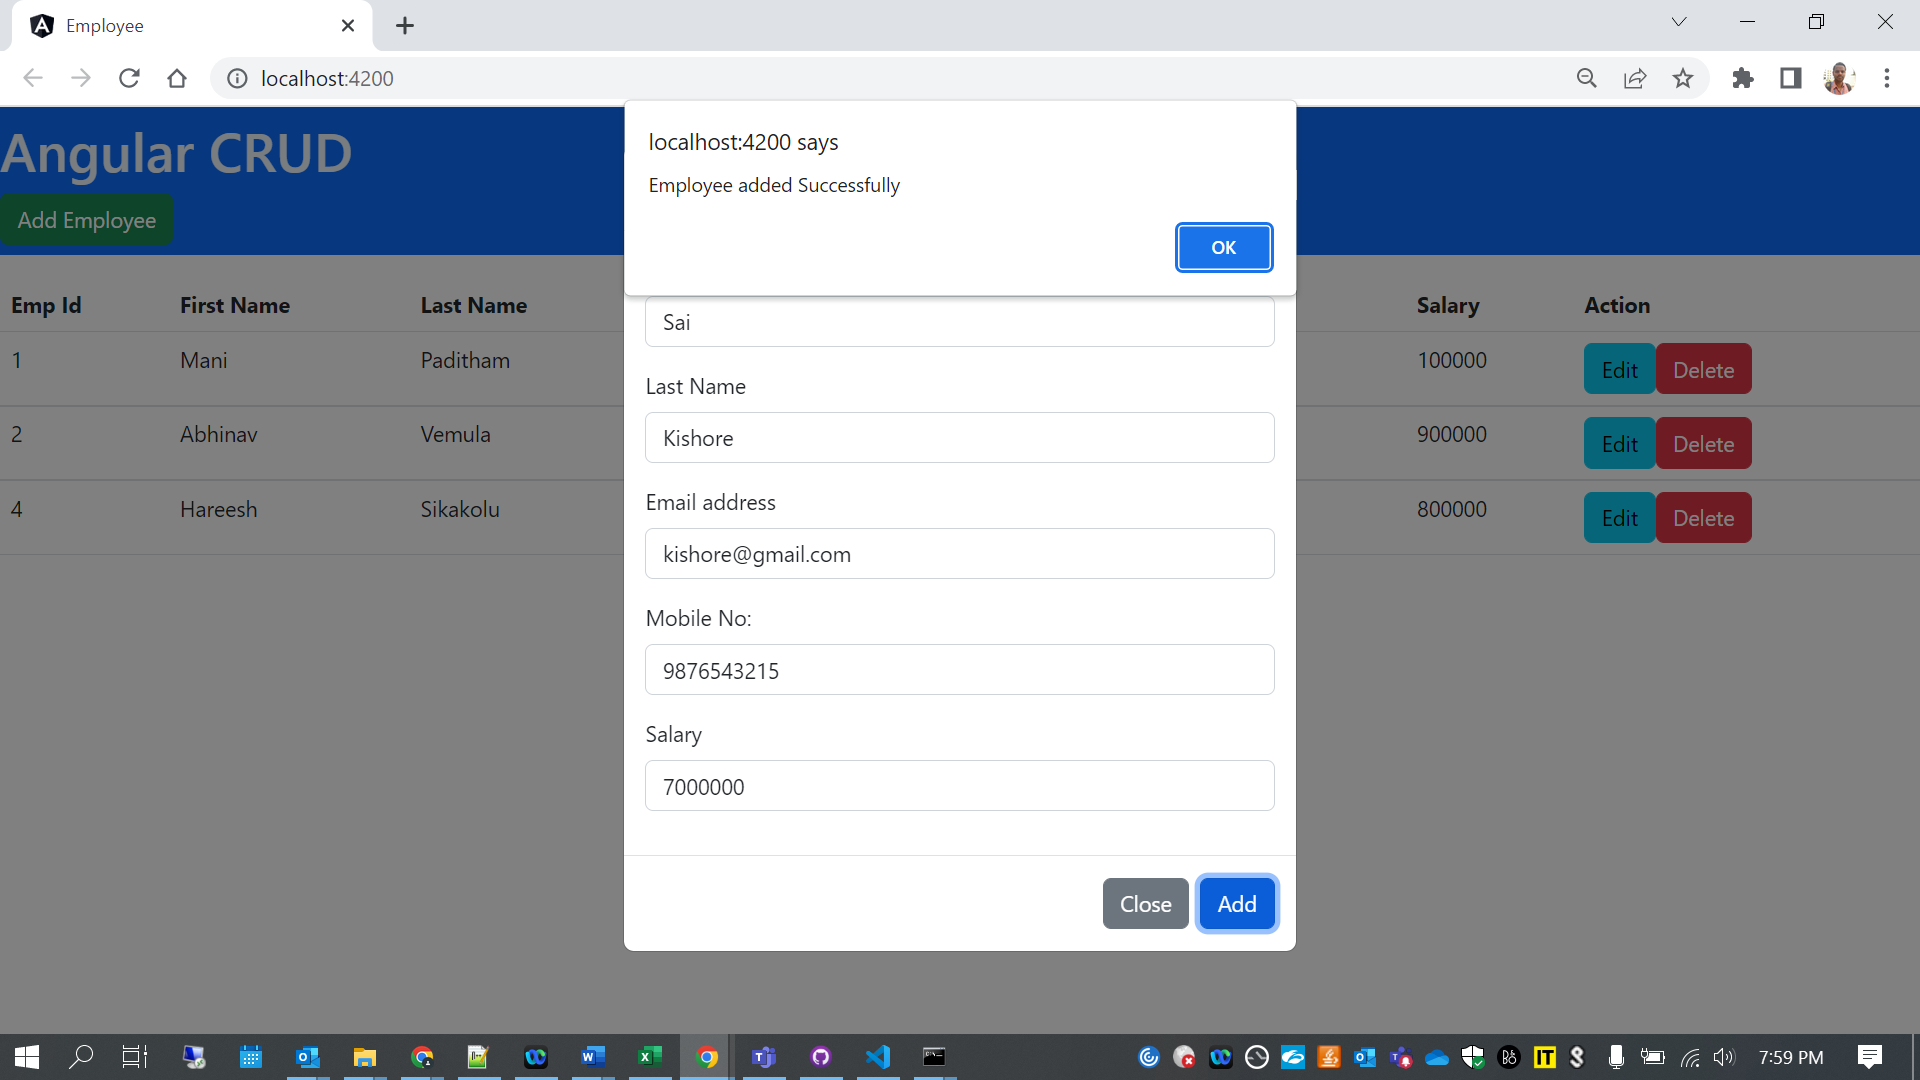 Employee
localhost:4200
Angular CRUD
Add Employee
localhost:4200 says
Employee added Successfully
OK
Emp Id First Name Last Name Salary Action
1 Mani Paditham 100000 Edit Delete
2 Abhinav Vemula 900000 Edit Delete
4 Hareesh Sikakolu 800000 Edit Delete
Sai
Last Name
Kishore
Email address
kishore@gmail.com
Mobile No:
9876543215
Salary
7000000
Close Add
7:59 PM